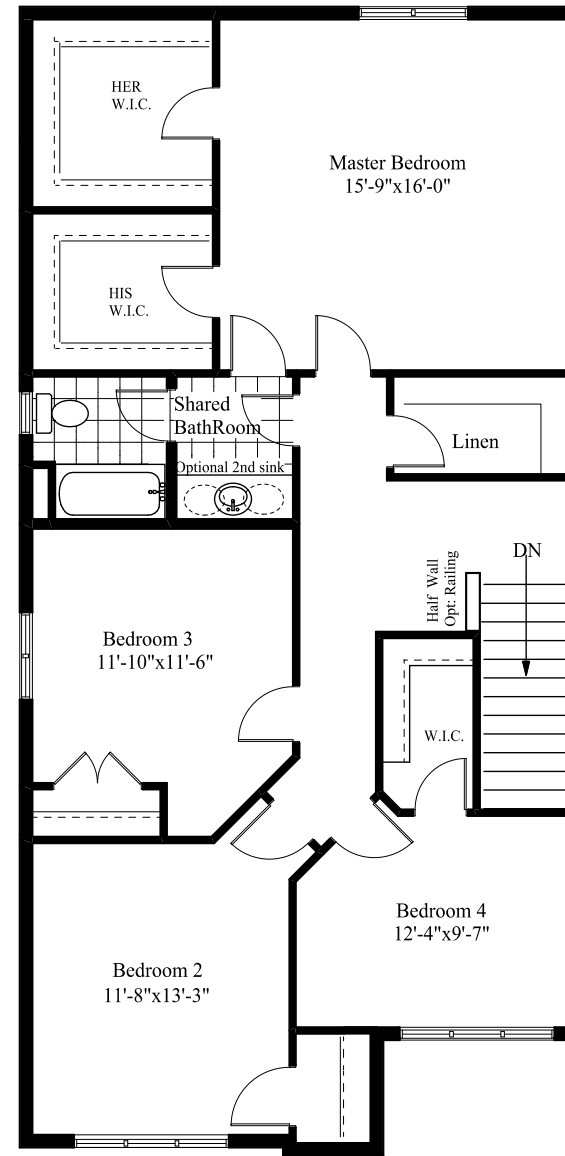 HER
W.I.C.
Master Bedroom
15'-9"x16'-0"
HIS
W.I.C.
Shared
BathRoom
Linen
Optional 2nd sink
DN
Half Wall
Opt: Railing
Bedroom 3
11'-10"x11'-6"
W.I.C.
Bedroom 4
12'-4"x9'-7"
Bedroom 2
11'-8"x13'-3"